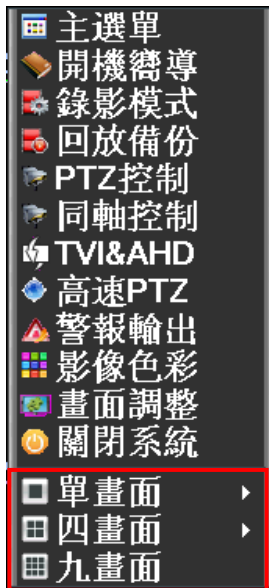 主選單
開機嚮導
錄影模式
回放備份
PTZ控制
同軸控制
TVI&AHD
高速PTZ
警報輸出
影像色彩
畫面調整
關閉系統
單畫面
四畫面
九畫面